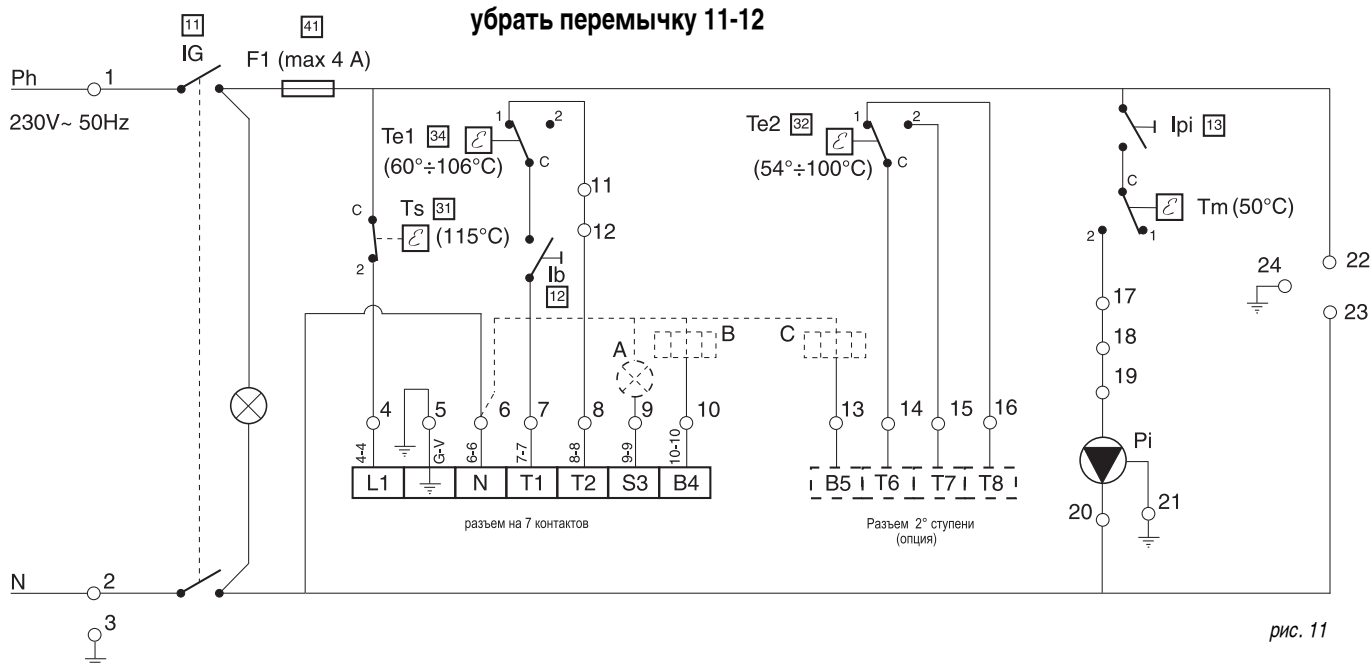 убрать перемычку 11-12
11
IG
41
F1 (max 4 A)
Ph
1
230V~ 50Hz
Te1 34
(60°÷106°C)
ℰ
1
2
C
11
12
Te2 32
(54°÷100°C)
ℰ
1
2
C
Ipi 13
C
ℰ
Tm (50°C)
2
1
C
Ts 31
ℰ (115°C)
2
Ib
12
24
22
23
17
18
19
A
B
C
4
5
6
7
8
9
10
13
14
15
16
4-4
G-V
6-6
7-7
8-8
9-9
10-10
L1
N
T1
T2
S3
B4
B5
T6
T7
T8
разъем на 7 контактов
Разъем 2° ступени
(опция)
Pi
20
21
N
2
3
рис. 11